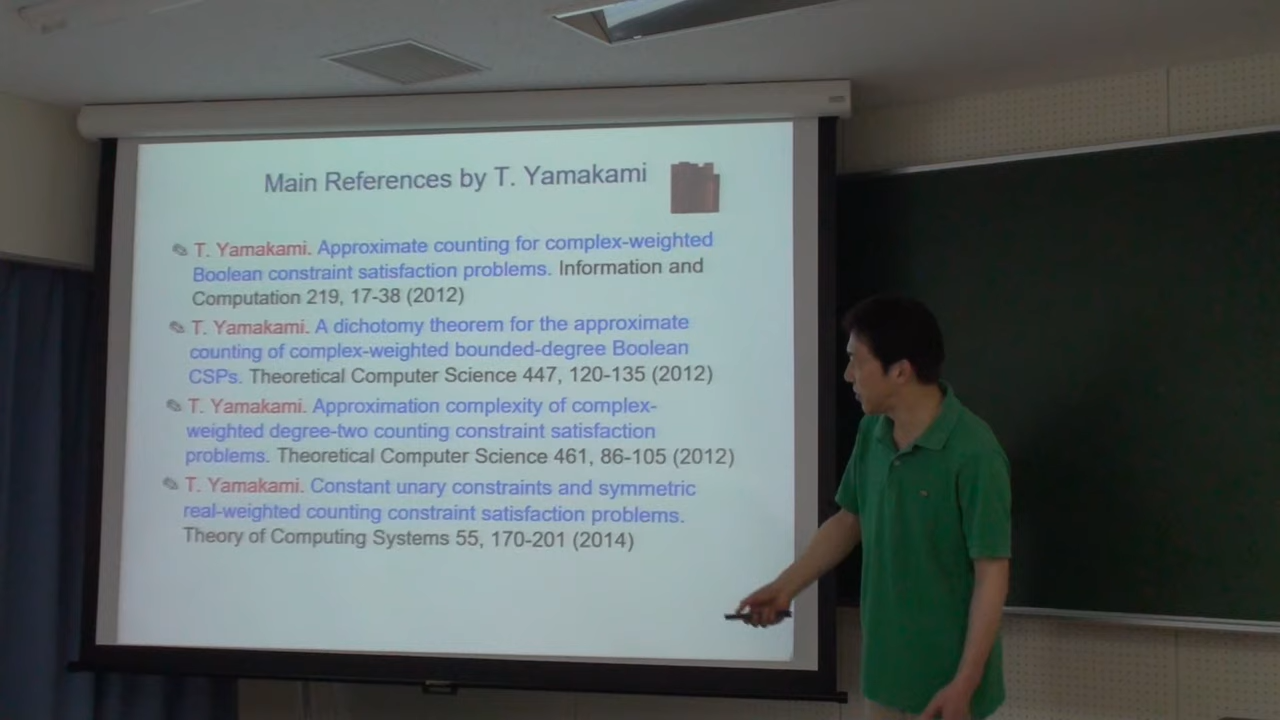 Main References by T. Yamakami
T. Yamakami. Approximate counting for complex-weighted
Boolean constraint satisfaction problems. Information and
Computation 219, 17-38 (2012)
T. Yamakami. A dichotomy theorem for the approximate
counting of complex-weighted bounded-degree Boolean
CSPs. Theoretical Computer Science 447, 120-135 (2012)
T. Yamakami. Approximation complexity of complex-
weighted degree-two counting constraint satisfaction
problems. Theoretical Computer Science 461, 86-105 (2012)
T. Yamakami. Constant unary constraints and symmetric
real-weighted counting constraint satisfaction problems.
Theory of Computing Systems 55, 170-201 (2014)